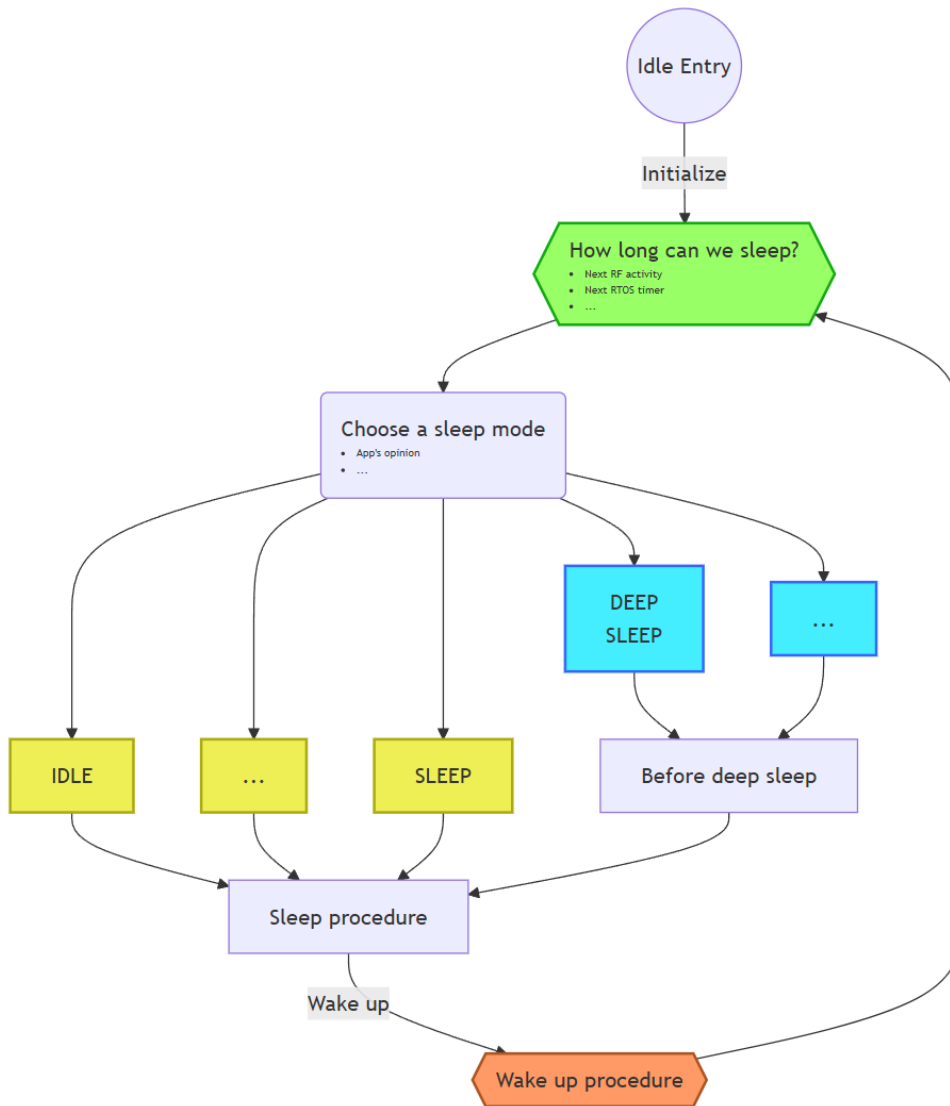 Idle Entry
Initialize
How long can we sleep?
• Next RF activity
• Next RTOS timer
• ...
Choose a sleep mode
• App's opinion
• ...
DEEP
SLEEP
...
IDLE
...
SLEEP
Before deep sleep
Sleep procedure
Wake up
Wake up procedure